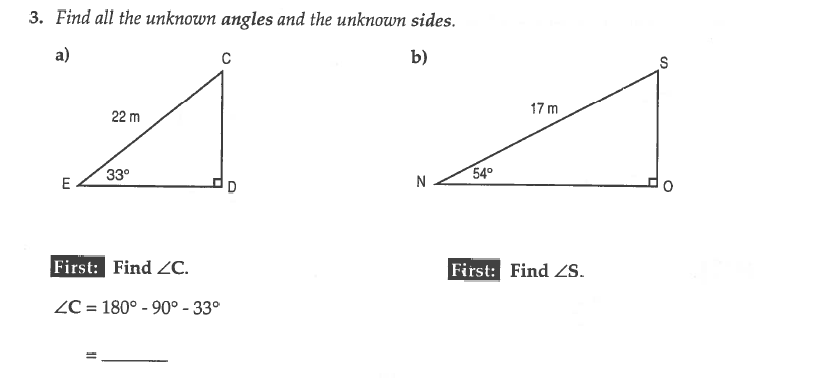 3. Find all the unknown angles and the unknown sides.
a)
C
22 m
33°
E
D
b)
S
17 m
54°
N
O
First: Find ∠C.
∠C = 180° - 90° - 33°
= ______
First: Find ∠S.